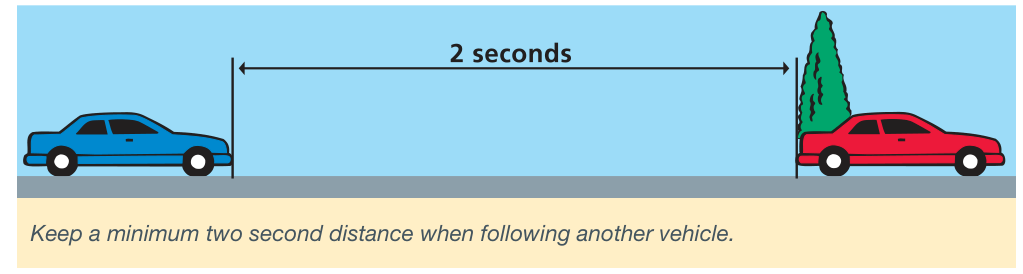 2 seconds
Keep a minimum two second distance when following another vehicle.